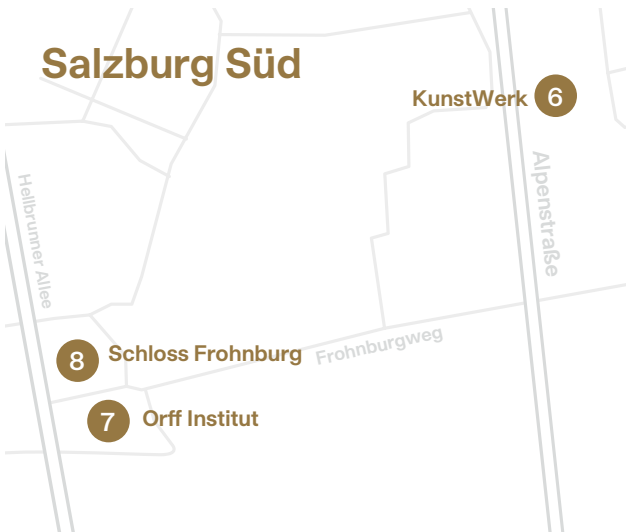 Salzburg Süd
KunstWerk 6
Alpenstraße
Hellbrunner Allee
8 Schloss Frohnburg
Frohnburgweg
7 Orff Institut